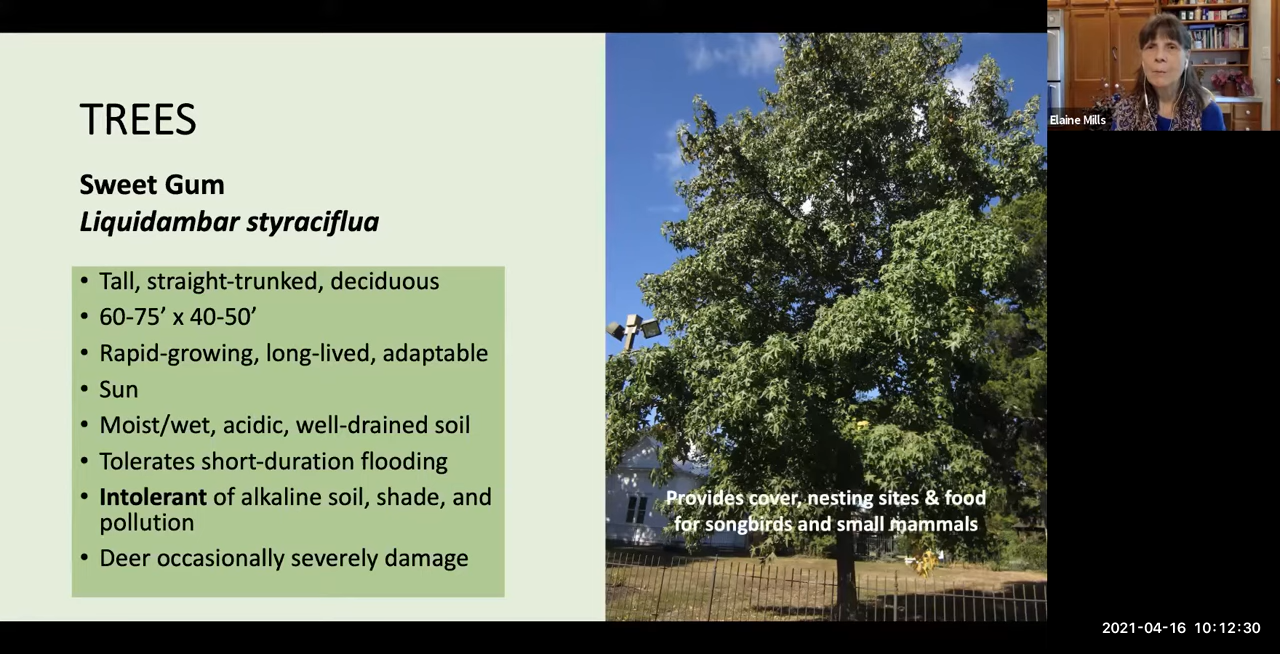 TREES
Sweet Gum
Liquidambar styraciflua
• Tall, straight-trunked, deciduous
• 60-75’ x 40-50’
• Rapid-growing, long-lived, adaptable
• Sun
• Moist/wet, acidic, well-drained soil
• Tolerates short-duration flooding
• Intolerant of alkaline soil, shade, and
pollution
• Deer occasionally severely damage
Provides cover, nesting sites & food
for songbirds and small mammals
Elaine Mills
2021-04-16 10:12:30